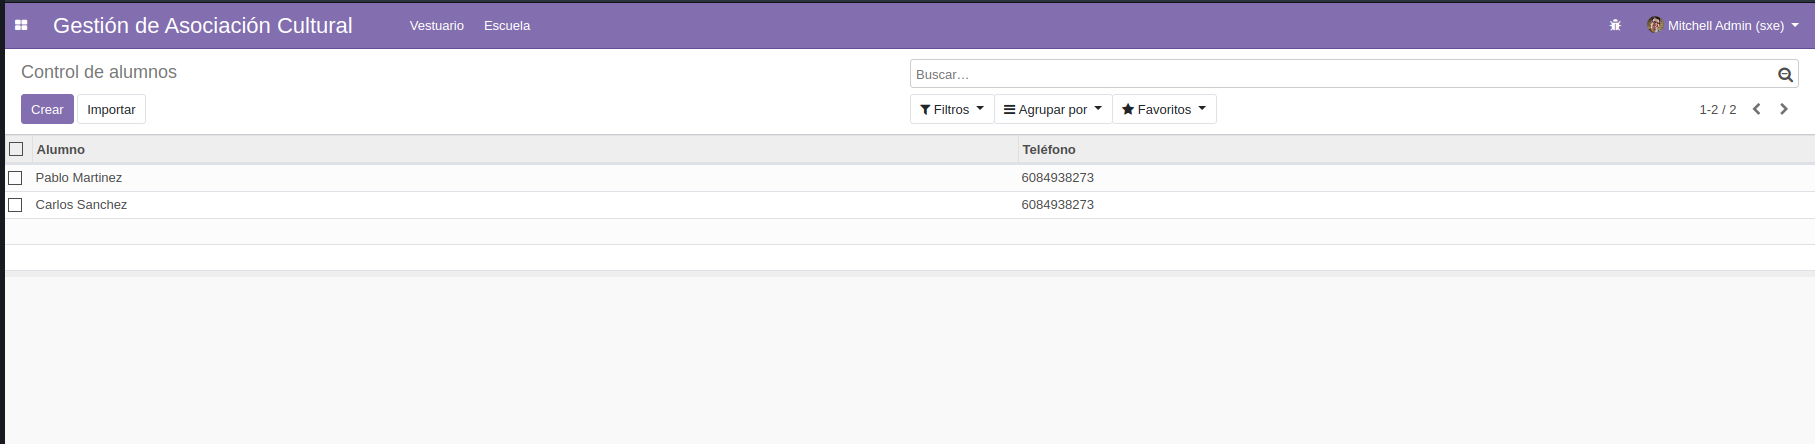 Gestión de Asociación Cultural Vestuario Escuela Mitchell Admin (sxe)
Control de alumnos
Buscar...
Crear Importar Filtros Agrupar por Favoritos 1-2 / 2
Alumno Teléfono
Pablo Martinez 6084938273
Carlos Sanchez 6084938273